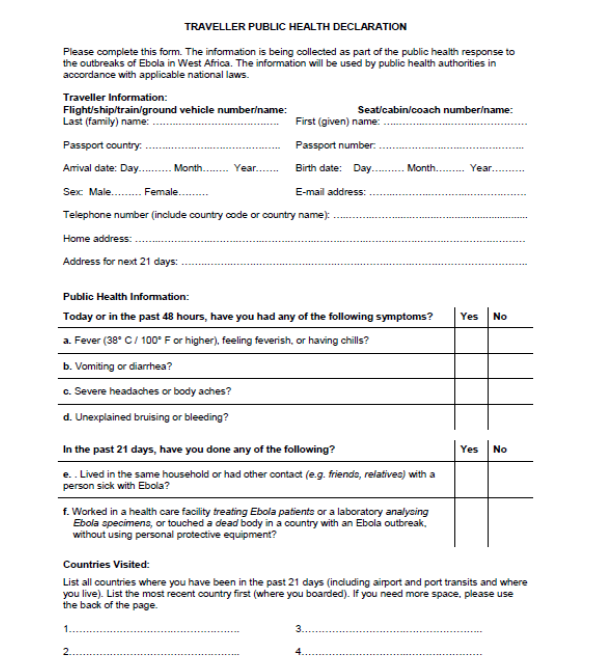 TRAVELLER PUBLIC HEALTH DECLARATION
Please complete this form. The information is being collected as part of the public health response to
the outbreaks of Ebola in West Africa. The information will be used by public health authorities in
accordance with applicable national laws.
Traveller Information:
Flight/ship/train/ground vehicle number/name: Seat/cabin/coach number/name:
Last (family) name: ............................................ First (given) name: ..................................................
Passport country: ............................................... Passport number: ..................................................
Arrival date: Day........... Month......... Year........ Birth date: Day........... Month.......... Year...........
Sex: Male.......... Female.......... E-mail address: ......................................................
Telephone number (include country code or country name): ....................................................................
Home address: ........................................................................................................................................
Address for next 21 days: ........................................................................................................................
Public Health Information:
Today or in the past 48 hours, have you had any of the following symptoms? Yes No
a. Fever (38° C / 100° F or higher), feeling feverish, or having chills?
b. Vomiting or diarrhea?
c. Severe headaches or body aches?
d. Unexplained bruising or bleeding?
In the past 21 days, have you done any of the following? Yes No
e. . Lived in the same household or had other contact (e.g. friends, relatives) with a
person sick with Ebola?
f. Worked in a health care facility treating Ebola patients or a laboratory analysing
Ebola specimens, or touched a dead body in a country with an Ebola outbreak,
without using personal protective equipment?
Countries Visited:
List all countries where you have been in the past 21 days (including airport and port transits and where
you live). List the most recent country first (where you boarded). If you need more space, please use
the back of the page.
1............................................................ 3...............................................................
2............................................................ 4...............................................................